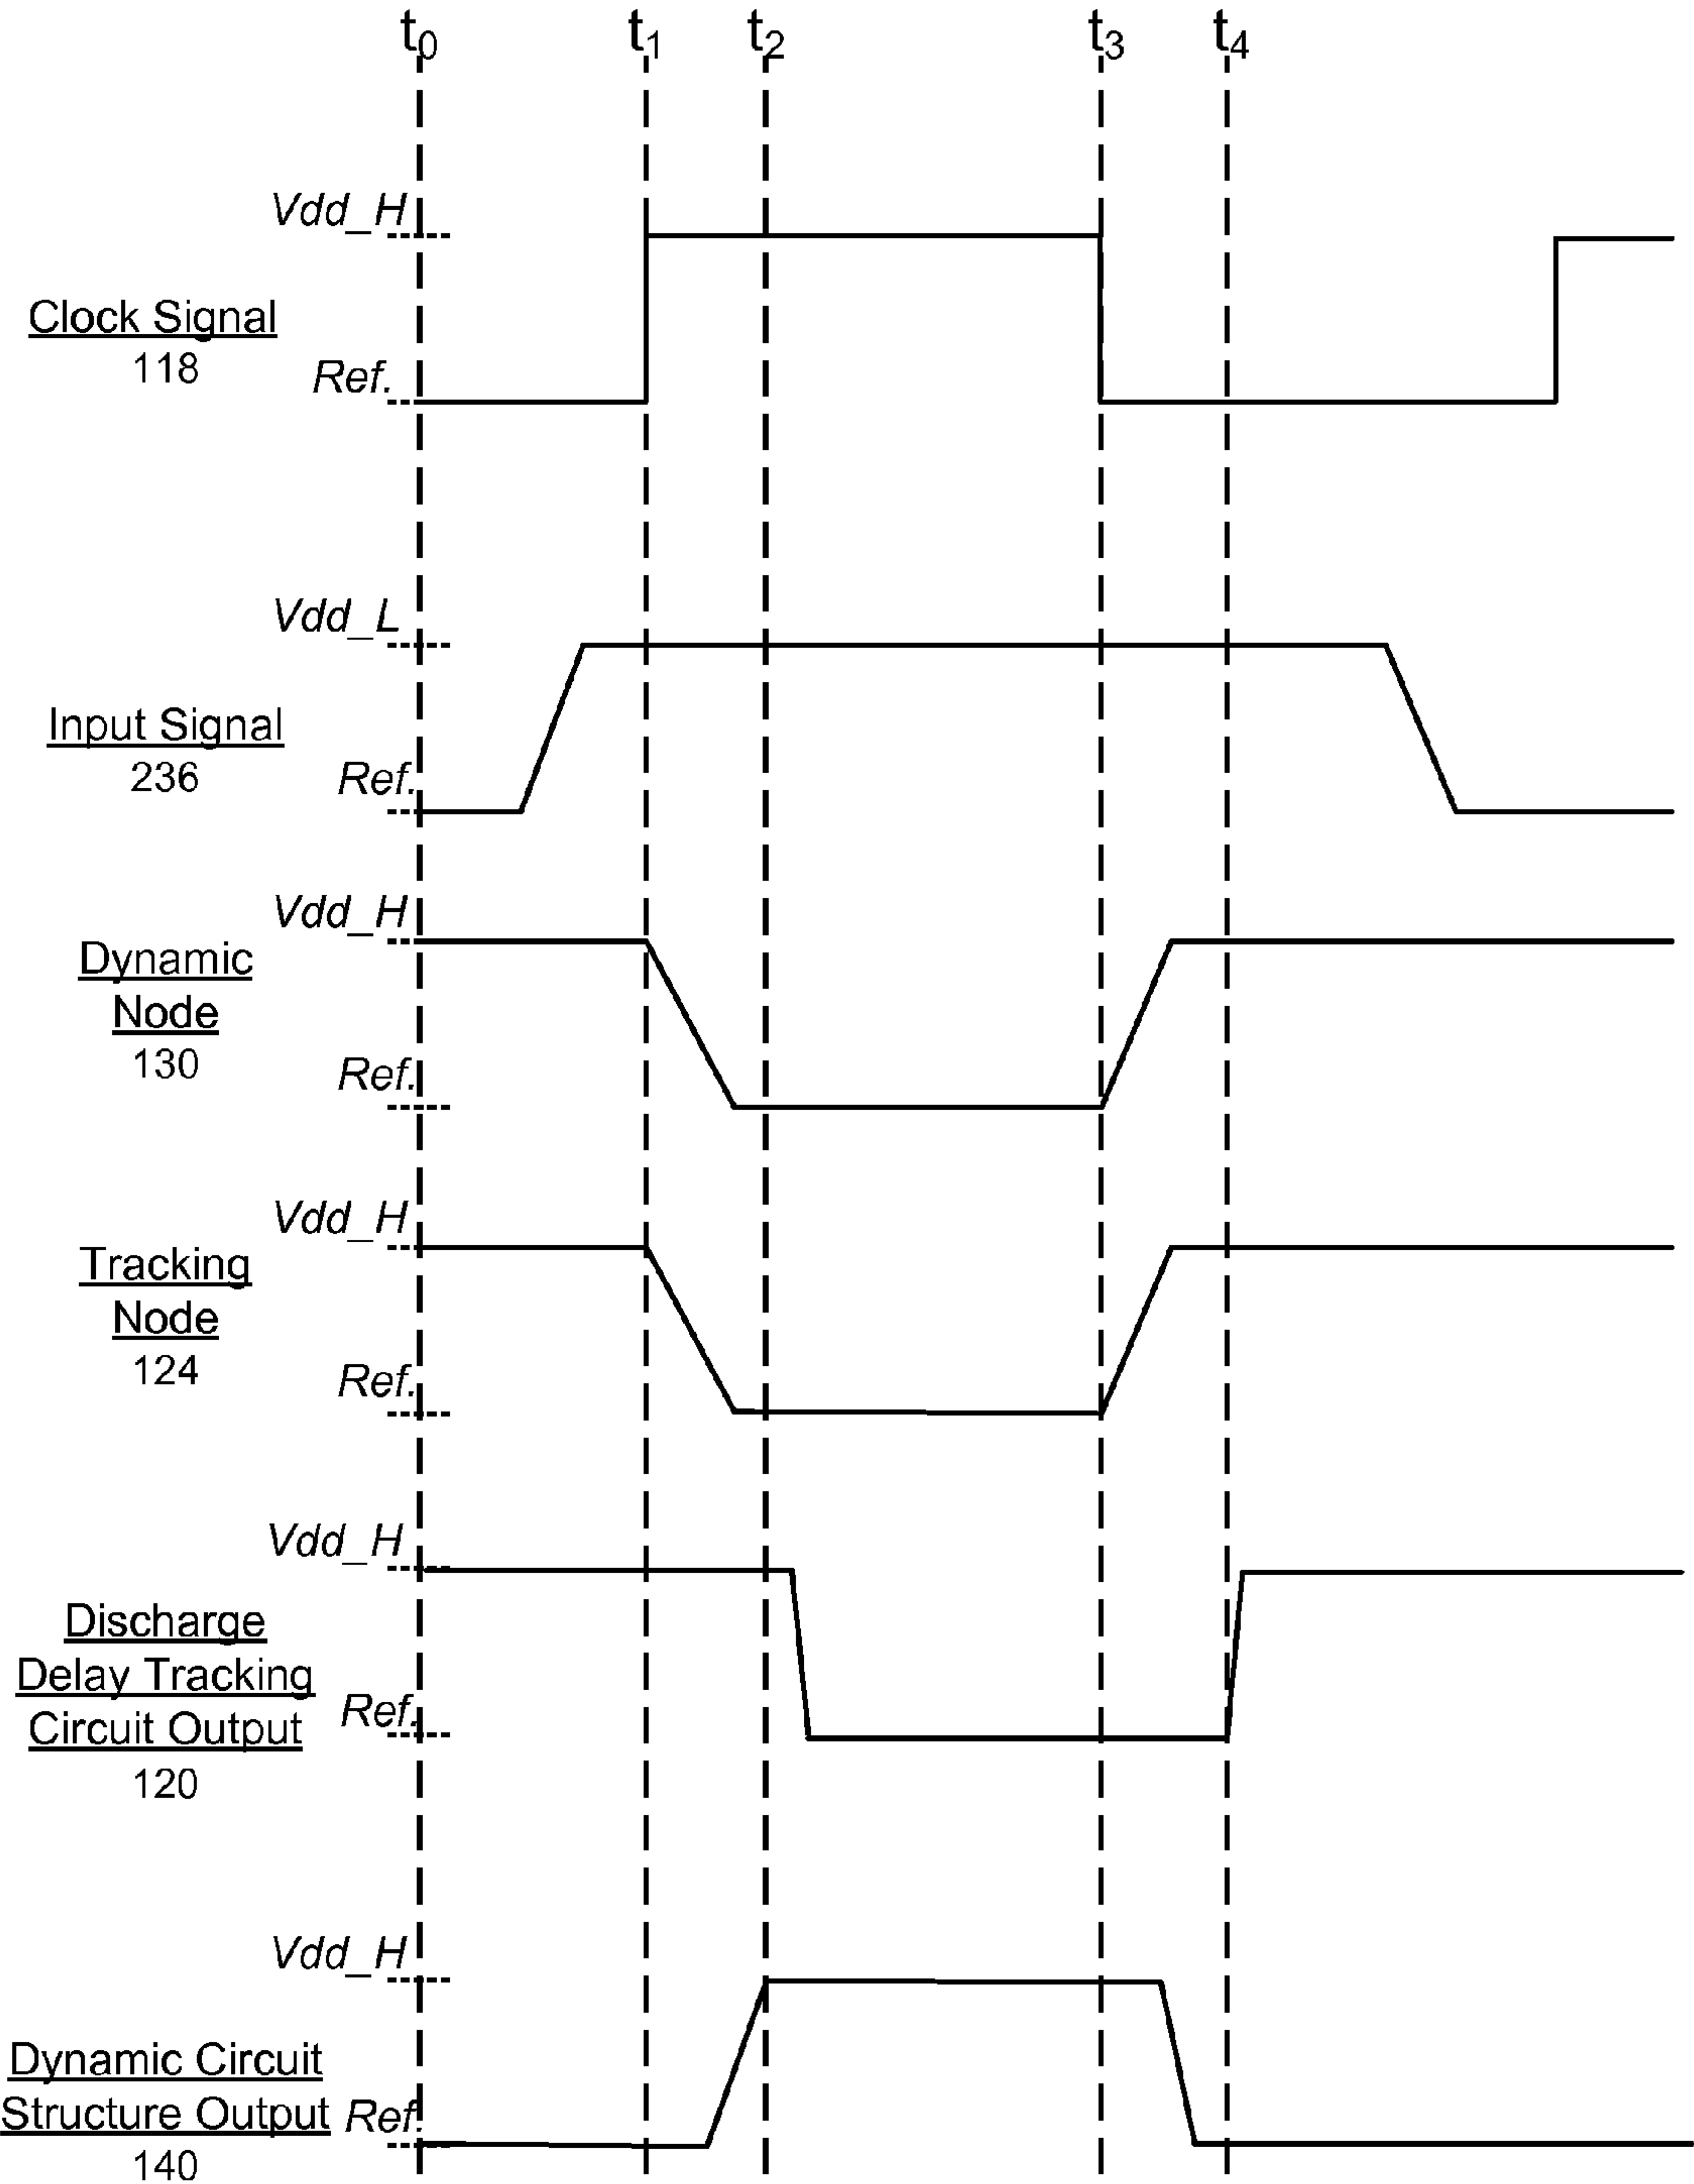 t0 t1 t2 t3 t4
Vdd_H
Clock Signal
118
Ref.
Vdd_L
Input Signal
236
Ref.
Vdd_H
Dynamic
Node
130
Ref.
Vdd_H
Tracking
Node
124
Ref.
Vdd_H
Discharge
Delay Tracking
Circuit Output
120
Ref.
Vdd_H
Dynamic Circuit
Structure Output
140
Ref.